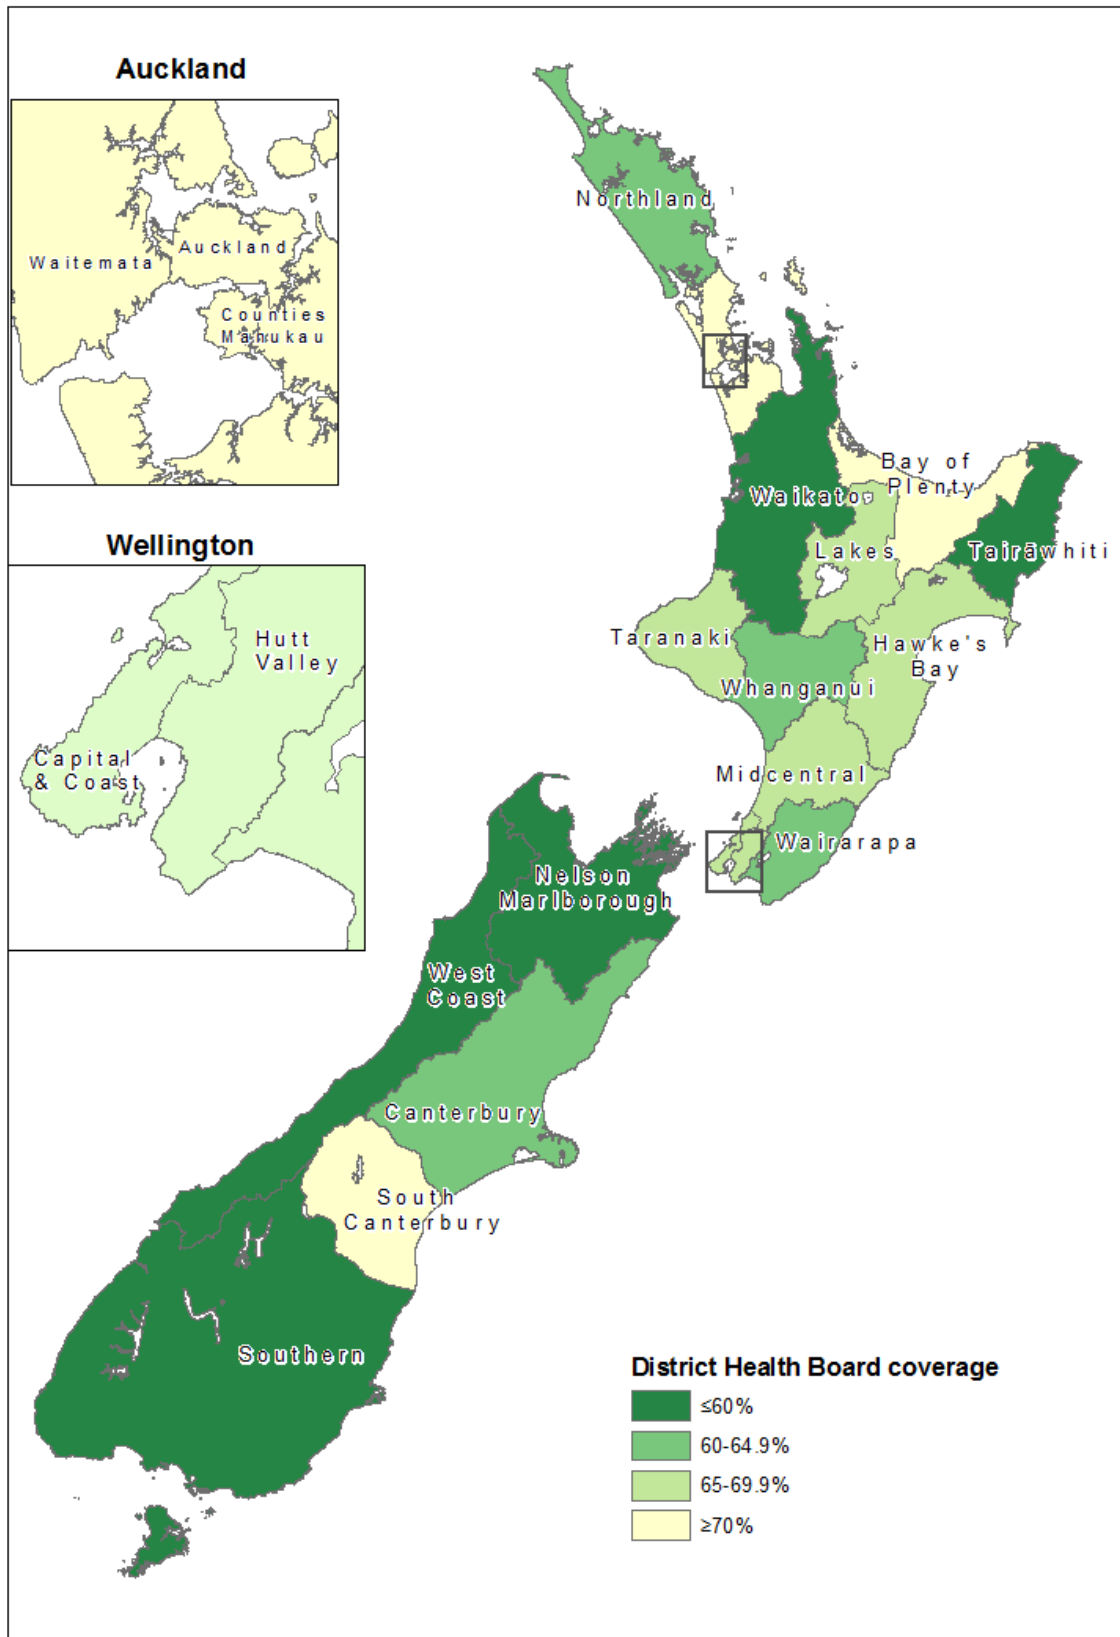 Auckland
Waitemata
Auckland
Counties
Manukau
Wellington
Hutt
Valley
Capital
& Coast
Northland
Bay of
Plenty
Waikato
Lakes
Tairāwhiti
Taranaki
Hawke's
Bay
Whanganui
Midcentral
Wairarapa
Nelson
Marlborough
West
Coast
Canterbury
South
Canterbury
Southern
District Health Board coverage
≤60%
60-64.9%
65-69.9%
≥70%